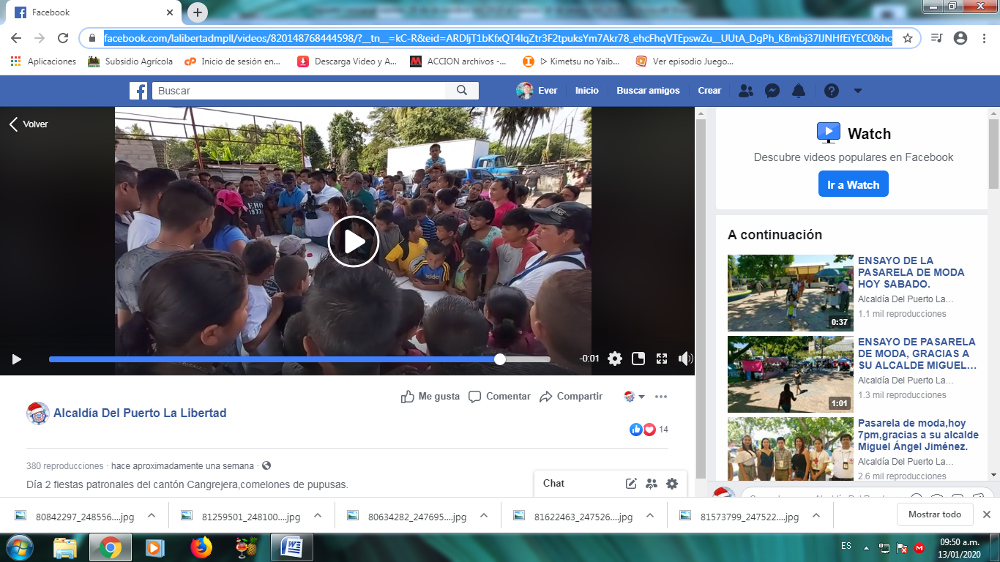 Facebook
facebook.com/lalibertadmpll/videos/820148768444598/?__tn__=kC-R&eid=ARDljT1bKfxQT4IqZtr3F2tpuksYm7Akr78_ehcFhqVTEpswZu__UUtA_DgPh_KBmbj37lJNHfEiYEC0&hc
Aplicaciones
Subsidio Agrícola
Inicio de sesión en...
Descarga Video y A...
ACCION archivos -...
ᐅ Kimetsu no Yaib...
Ver episodio Juego...
Buscar
Ever
Inicio
Buscar amigos
Crear
Volver
-0:01
Watch
Descubre videos populares en Facebook
Ir a Watch
A continuación
ENSAYO DE LA
PASARELA DE MODA
HOY SABADO.
Alcaldía Del Puerto La...
1.1 mil reproducciones
0:37
ENSAYO DE PASARELA
DE MODA, GRACIAS A
SU ALCALDE MIGUEL...
Alcaldía Del Puerto La...
1.3 mil reproducciones
1:01
Pasarela de moda,hoy
7pm,gracias a su alcalde
Miguel Ángel Jiménez.
Alcaldía Del Puerto La...
2.6 mil reproducciones
Me gusta
Comentar
Compartir
Alcaldía Del Puerto La Libertad
14
380 reproducciones · hace aproximadamente una semana ·
Día 2 fiestas patronales del cantón Cangrejera,comelones de pupusas.
Chat
80842297_248556....jpg
81259501_248100....jpg
80634282_247695....jpg
81622463_247526....jpg
81573799_247522....jpg
Mostrar todo
ES
09:50 a.m.
13/01/2020